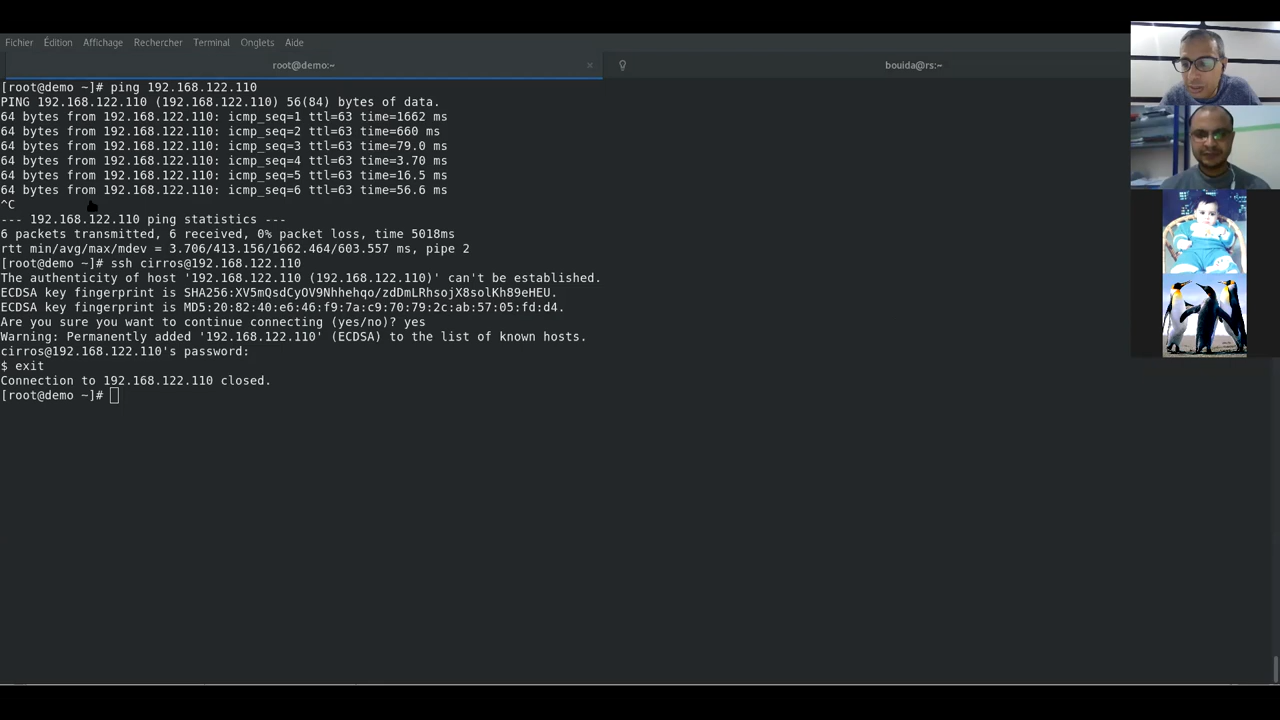 Fichier Édition Affichage Rechercher Terminal Onglets Aide
root@demo:~ × bouida@rs:~
[root@demo ~]# ping 192.168.122.110
PING 192.168.122.110 (192.168.122.110) 56(84) bytes of data.
64 bytes from 192.168.122.110: icmp_seq=1 ttl=63 time=1662 ms
64 bytes from 192.168.122.110: icmp_seq=2 ttl=63 time=660 ms
64 bytes from 192.168.122.110: icmp_seq=3 ttl=63 time=79.0 ms
64 bytes from 192.168.122.110: icmp_seq=4 ttl=63 time=3.70 ms
64 bytes from 192.168.122.110: icmp_seq=5 ttl=63 time=16.5 ms
64 bytes from 192.168.122.110: icmp_seq=6 ttl=63 time=56.6 ms
^C
--- 192.168.122.110 ping statistics ---
6 packets transmitted, 6 received, 0% packet loss, time 5018ms
rtt min/avg/max/mdev = 3.706/413.156/1662.464/603.557 ms, pipe 2
[root@demo ~]# ssh cirros@192.168.122.110
The authenticity of host '192.168.122.110 (192.168.122.110)' can't be established.
ECDSA key fingerprint is SHA256:XV5mQsdCyOV9Nhhehqo/zdDmLRhsojX8solKh89eHEU.
ECDSA key fingerprint is MD5:20:82:40:e6:46:f9:7a:c9:70:79:2c:ab:57:05:fd:d4.
Are you sure you want to continue connecting (yes/no)? yes
Warning: Permanently added '192.168.122.110' (ECDSA) to the list of known hosts.
cirros@192.168.122.110's password:
$ exit
Connection to 192.168.122.110 closed.
[root@demo ~]#